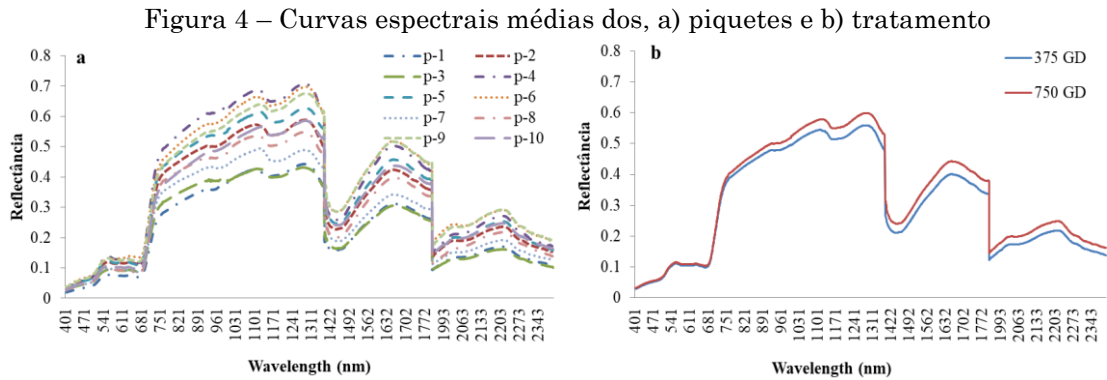 Figura 4 – Curvas espectrais médias dos, a) piquetes e b) tratamento
a
0.8
0.7
0.6
0.5
0.4
0.3
0.2
0.1
0
Reflectância
p-1 p-2
p-3 p-4
p-5 p-6
p-7 p-8
p-9 p-10
401 471 541 611 681 751 821 891 961 1031 1101 1171 1241 1311 1422 1492 1562 1632 1702 1772 1993 2063 2133 2203 2273 2343
Wavelength (nm)
b
0.8
0.7
0.6
0.5
0.4
0.3
0.2
0.1
0
Reflectância
375 GD
750 GD
401 471 541 611 681 751 821 891 961 1031 1101 1171 1241 1311 1422 1492 1562 1632 1702 1772 1993 2063 2133 2203 2273 2343
Wavelength (nm)